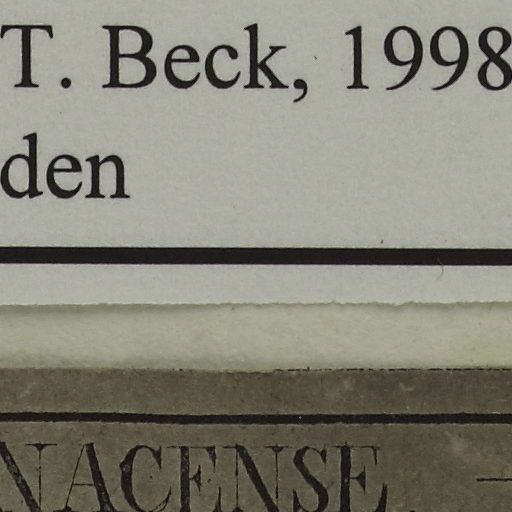 T. Beck, 1998
den
NACENSE.